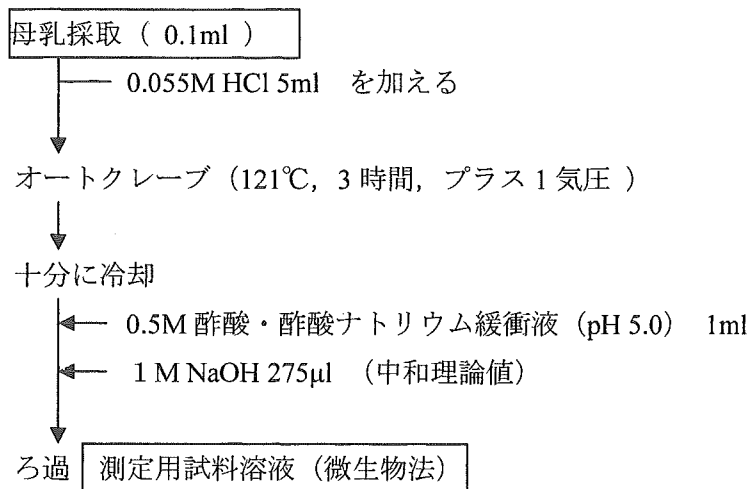 母乳採取（ 0.1ml ）
0.055M HCl 5ml を加える
オートクレーブ（121℃, 3 時間, プラス 1 気圧 ）
十分に冷却
0.5M 酢酸・酢酸ナトリウム緩衝液（pH 5.0） 1ml
1 M NaOH 275μl （中和理論値）
ろ過 測定用試料溶液（微生物法）